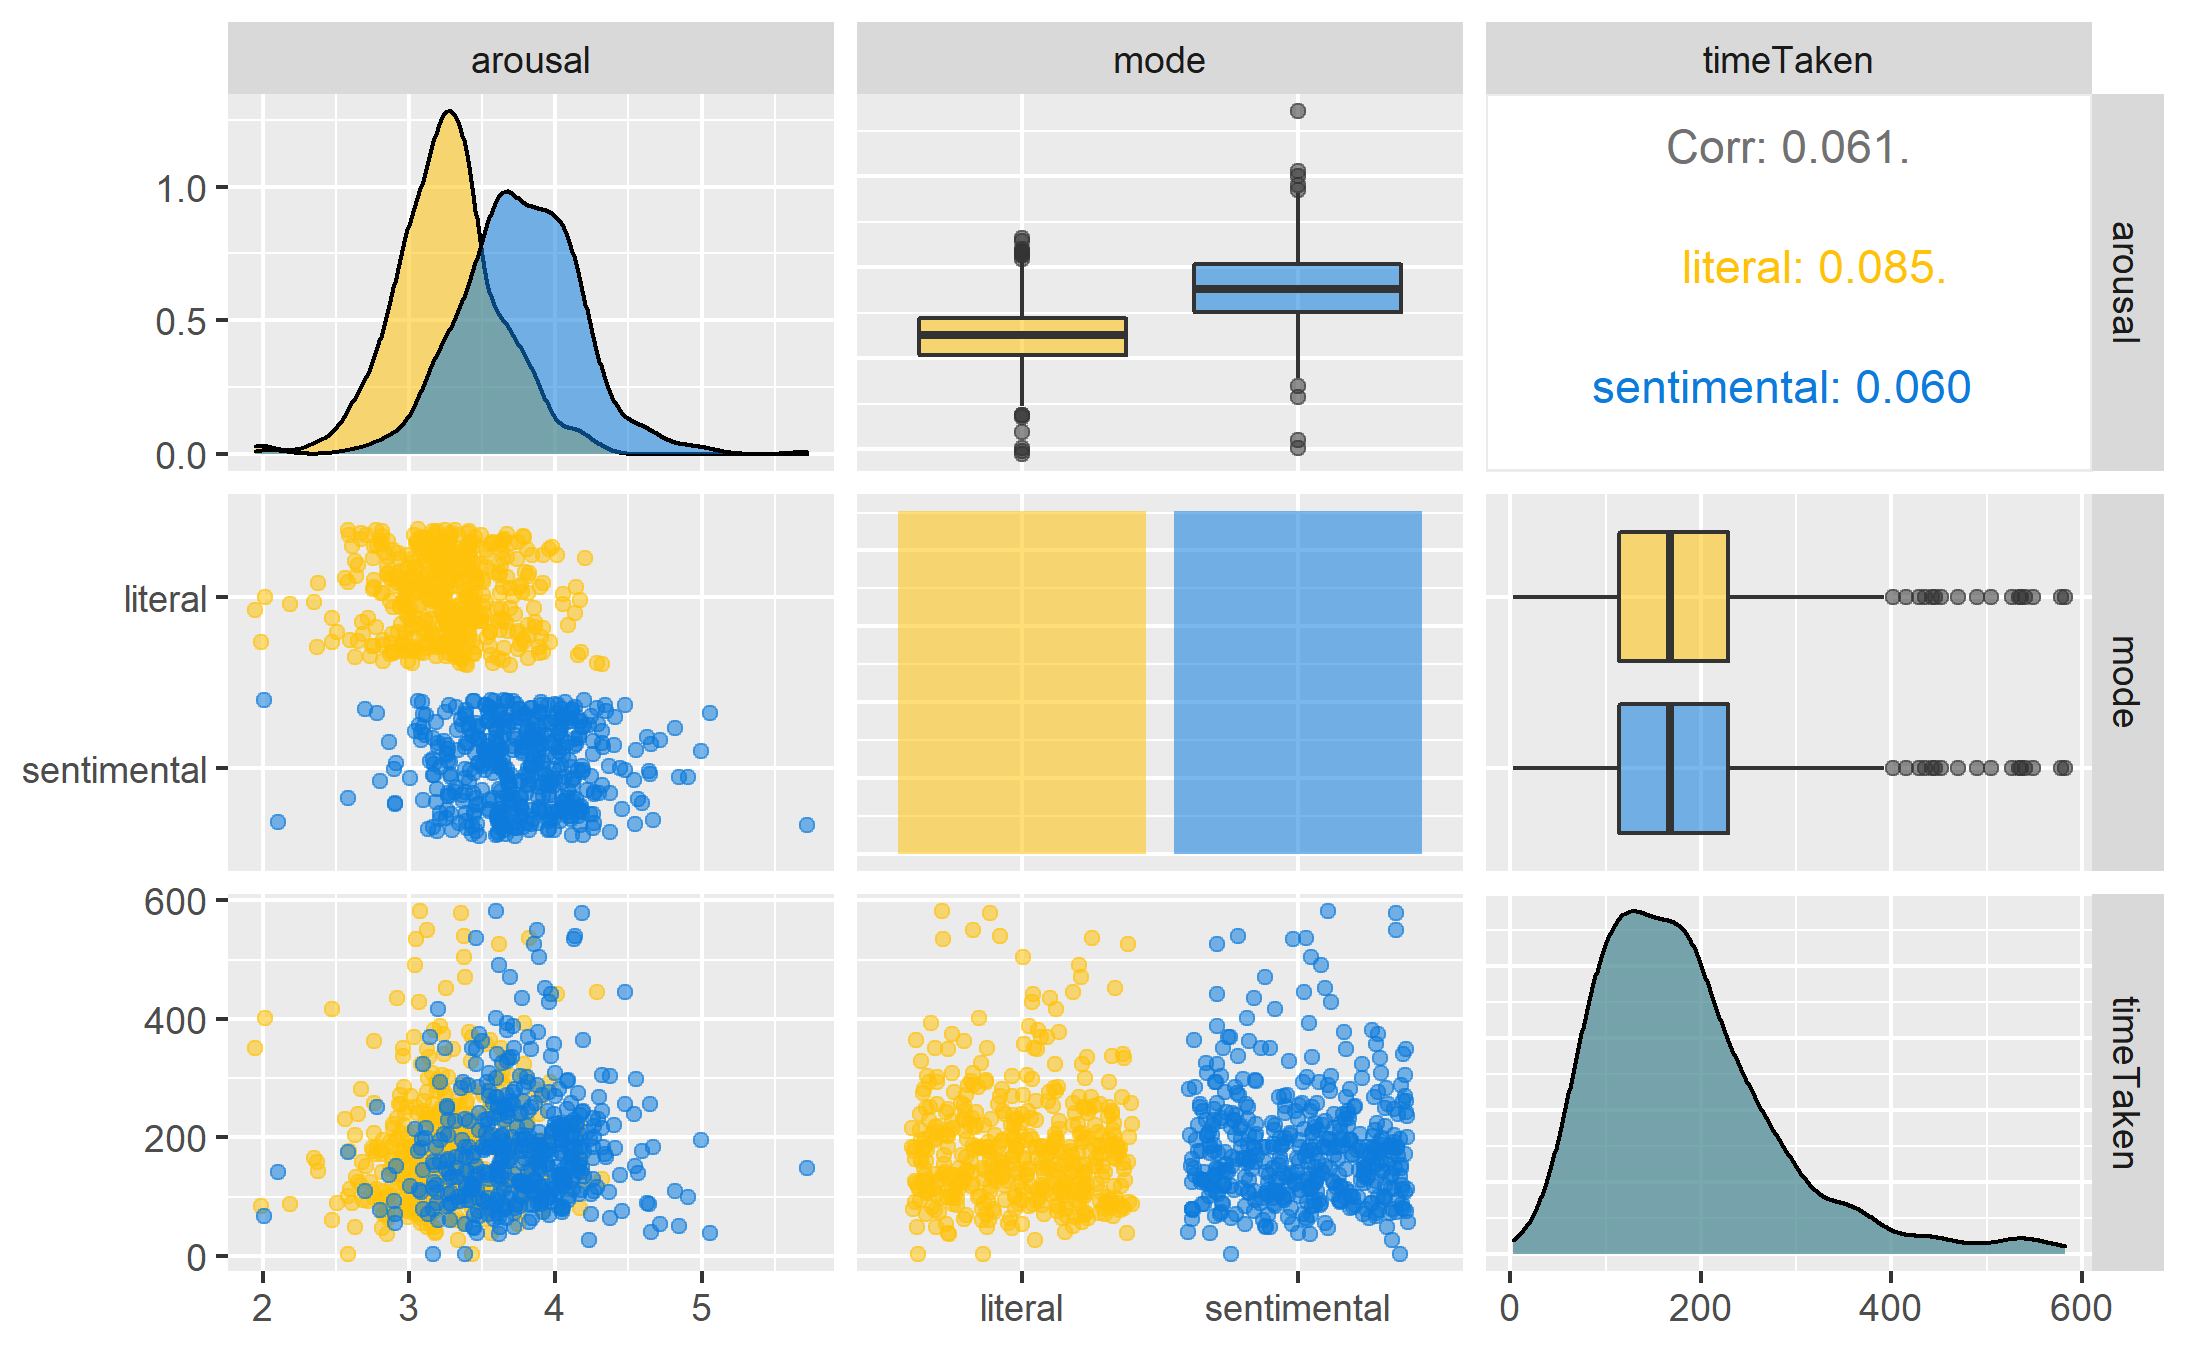 arousal mode timeTaken
1.0
0.5
0.0
Corr: 0.061.
literal: 0.085.
sentimental: 0.060
arousal
literal
sentimental
mode
600
400
200
0
timeTaken
2 3 4 5 literal sentimental 0 200 400 600